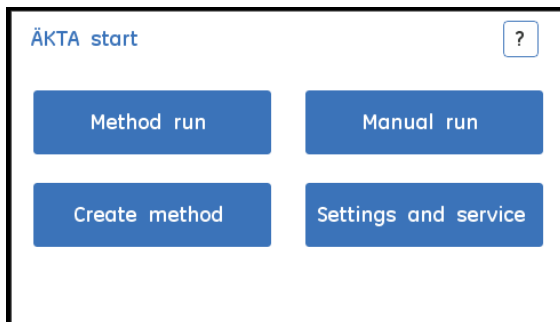 ÄKTA start
?
Method run
Manual run
Create method
Settings and service